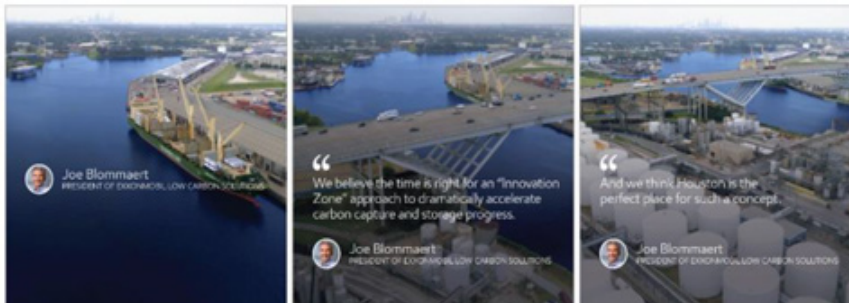 Joe Blommaert
PRESIDENT OF EXXONMOBIL LOW CARBON SOLUTIONS
“
We believe the time is right for an "Innovation
Zone" approach to dramatically accelerate
carbon capture and storage progress.
Joe Blommaert
PRESIDENT OF EXXONMOBIL LOW CARBON SOLUTIONS
“
And we think Houston is the
perfect place for such a concept.
Joe Blommaert
PRESIDENT OF EXXONMOBIL LOW CARBON SOLUTIONS